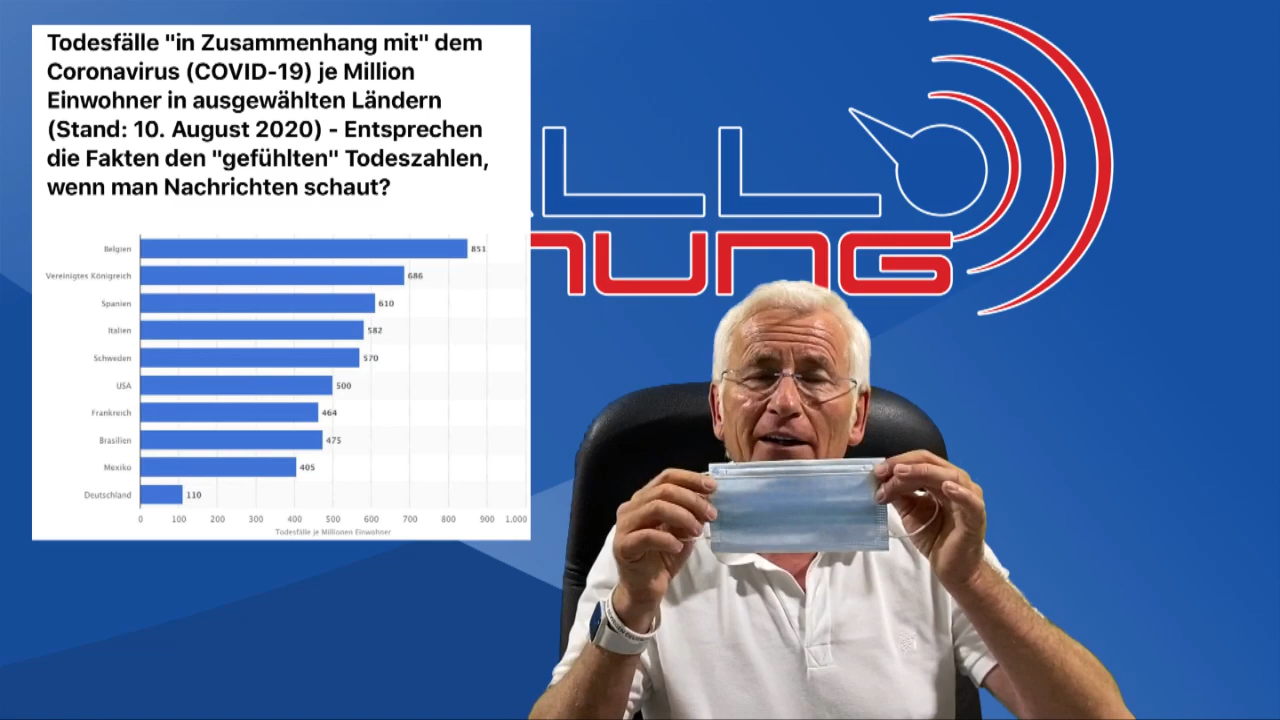 Todesfälle "in Zusammenhang mit" dem
Coronavirus (COVID-19) je Million
Einwohner in ausgewählten Ländern
(Stand: 10. August 2020) - Entsprechen
die Fakten den "gefühlten" Todeszahlen,
wenn man Nachrichten schaut?
Belgien 851
Vereinigtes Königreich 686
Spanien 610
Italien 582
Schweden 570
USA 500
Frankreich 464
Brasilien 475
Mexiko 405
Deutschland 110
0 100 200 300 400 500 600 700 800 900 1.000
Todesfälle je Millionen Einwohner
LL
NUNG